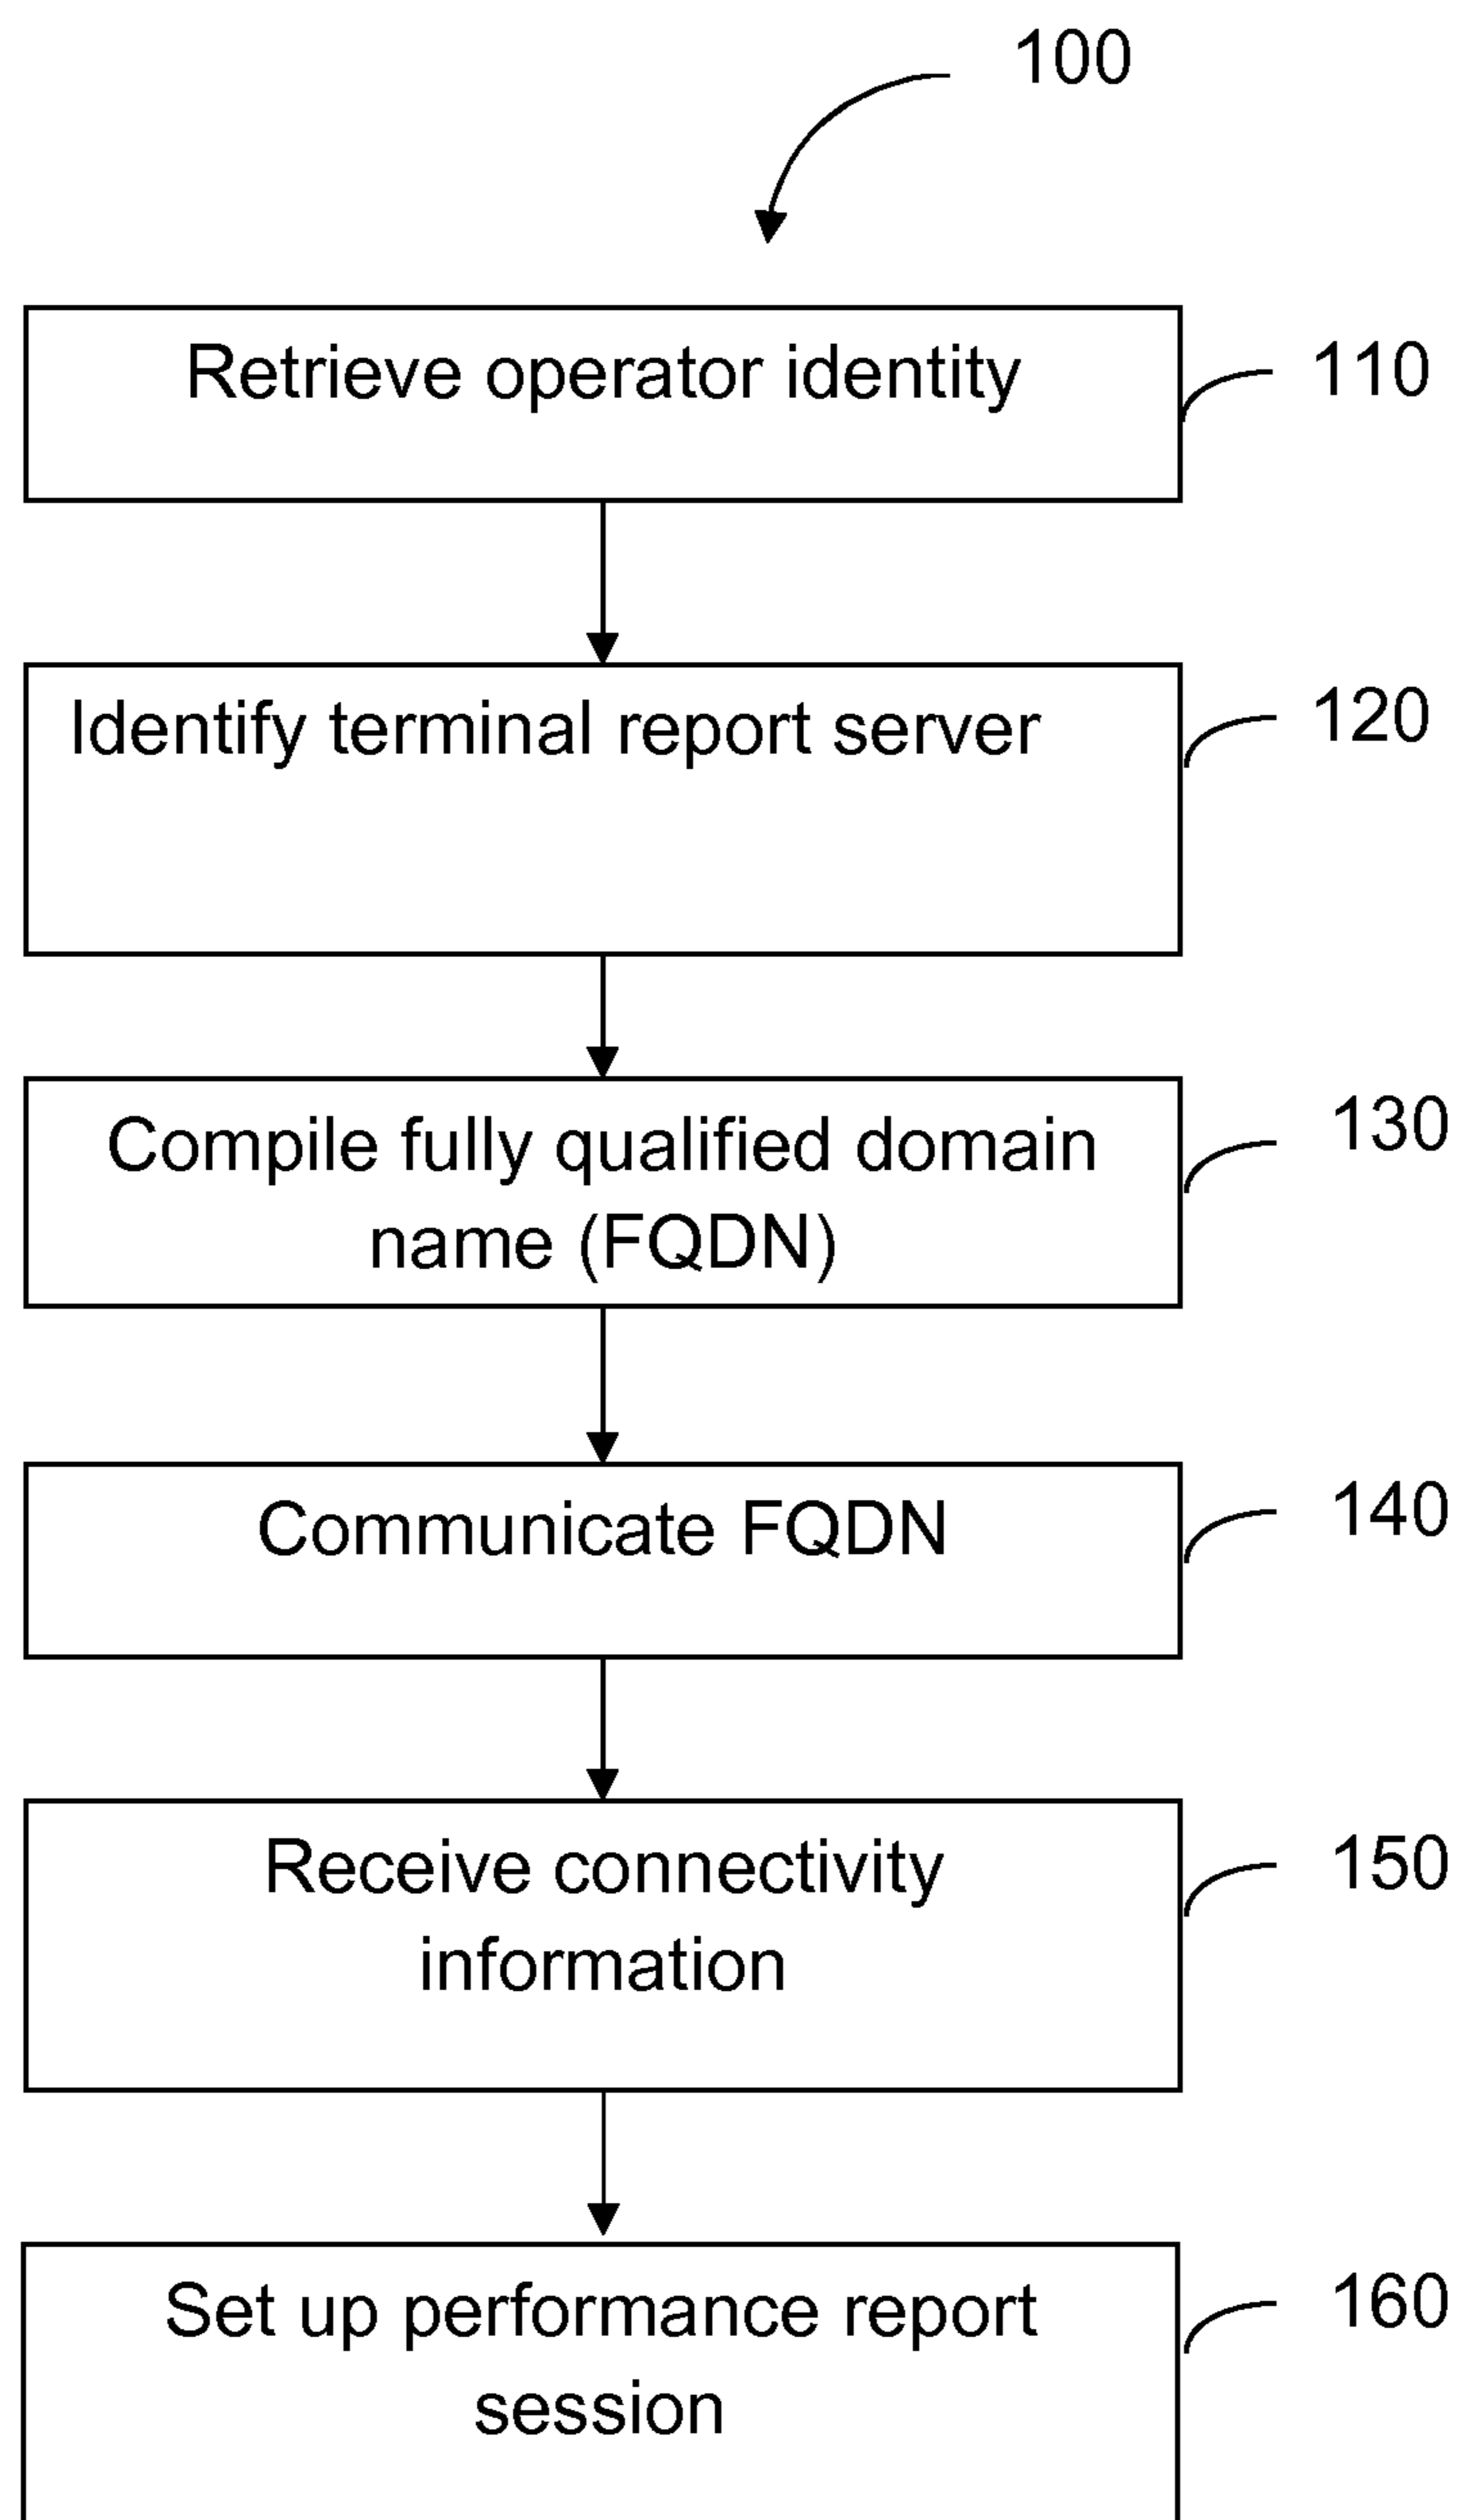 100
Retrieve operator identity
110
Identify terminal report server
120
Compile fully qualified domain
name (FQDN)
130
Communicate FQDN
140
Receive connectivity
information
150
Set up performance report
session
160